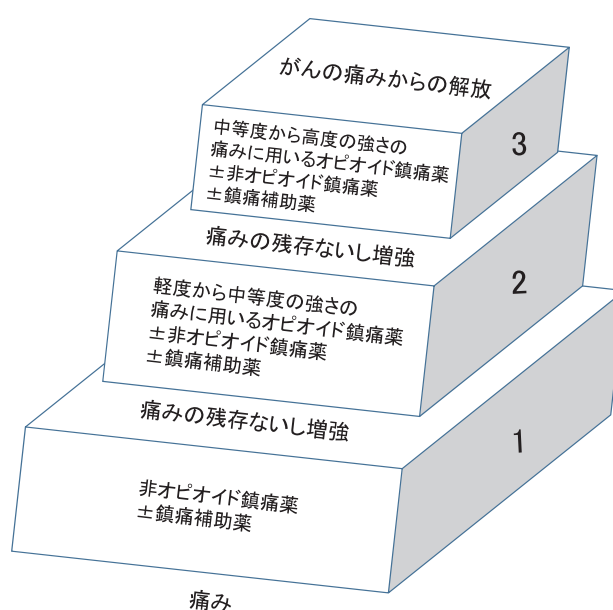 がんの痛みからの解放
3
中等度から高度の強さの
痛みに用いるオピオイド鎮痛薬
±非オピオイド鎮痛薬
±鎮痛補助薬
痛みの残存ないし増強
2
軽度から中等度の強さの
痛みに用いるオピオイド鎮痛薬
±非オピオイド鎮痛薬
±鎮痛補助薬
痛みの残存ないし増強
1
非オピオイド鎮痛薬
±鎮痛補助薬
痛み